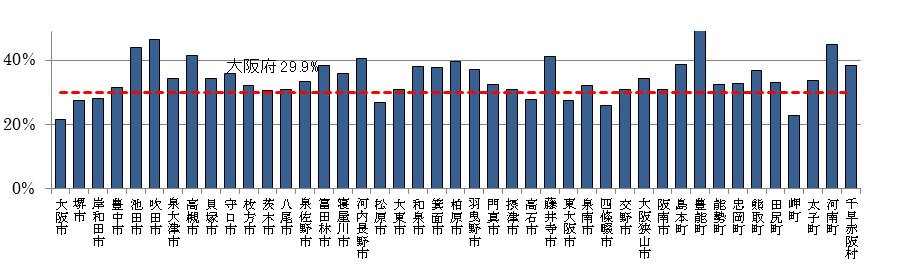 40%
20%
0%
大阪府 29.9%
大阪市
堺市
岸和田市
豊中市
池田市
吹田市
泉大津市
高槻市
貝塚市
守口市
枚方市
茨木市
八尾市
泉佐野市
富田林市
寝屋川市
河内長野市
松原市
大東市
和泉市
箕面市
柏原市
羽曳野市
門真市
摂津市
高石市
藤井寺市
東大阪市
泉南市
四條畷市
交野市
大阪狭山市
阪南市
島本町
豊能町
能勢町
忠岡町
熊取町
田尻町
岬町
太子町
河南町
千早赤阪村